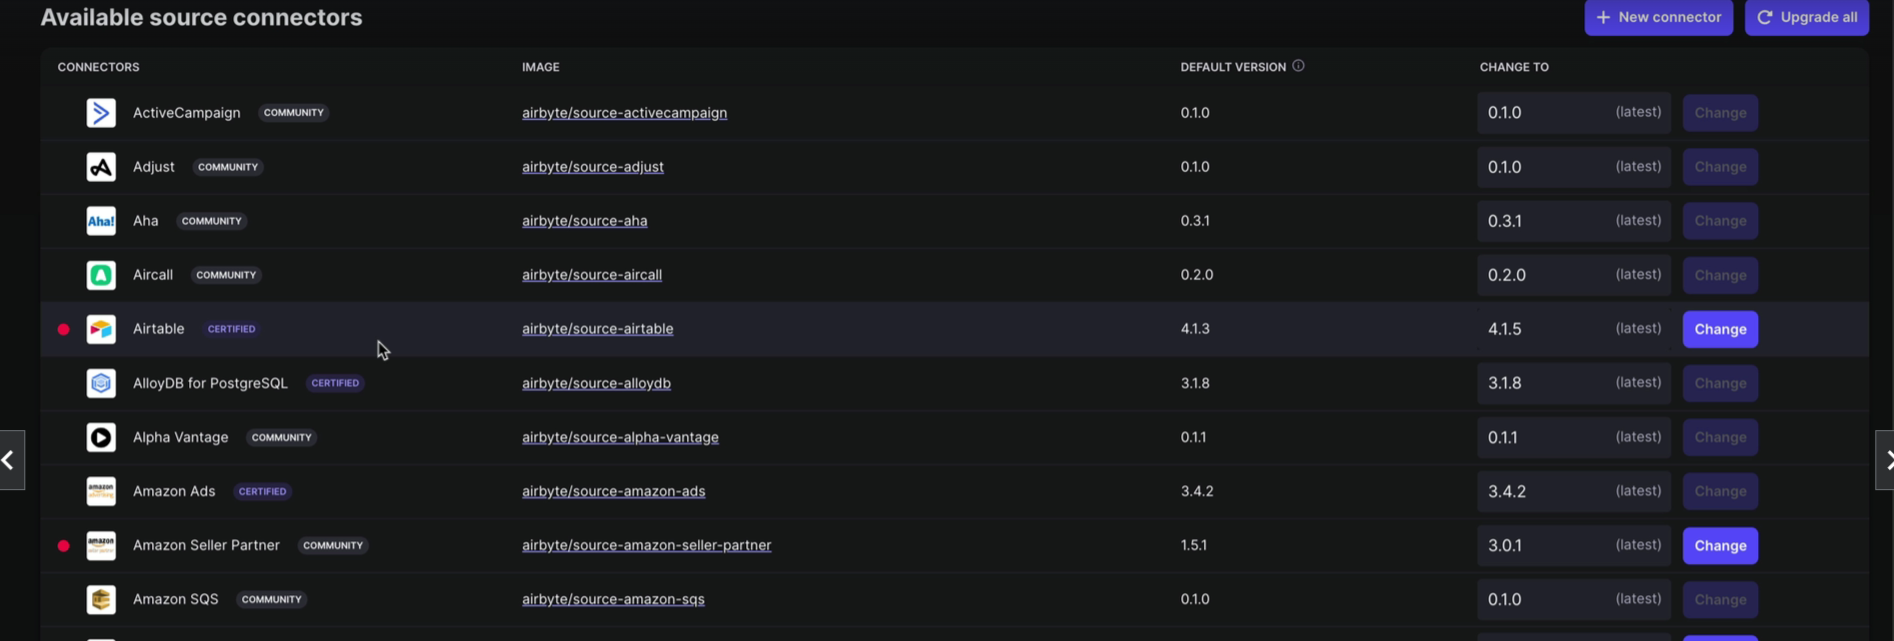 Available source connectors + New connector Upgrade all
CONNECTORS IMAGE DEFAULT VERSION CHANGE TO
ActiveCampaign COMMUNITY airbyte/source-activecampaign 0.1.0 0.1.0 (latest) Change
Adjust COMMUNITY airbyte/source-adjust 0.1.0 0.1.0 (latest) Change
Aha! Aha COMMUNITY airbyte/source-aha 0.3.1 0.3.1 (latest) Change
Aircall COMMUNITY airbyte/source-aircall 0.2.0 0.2.0 (latest) Change
Airtable CERTIFIED airbyte/source-airtable 4.1.3 4.1.5 (latest) Change
AlloyDB for PostgreSQL CERTIFIED airbyte/source-alloydb 3.1.8 3.1.8 (latest) Change
Alpha Vantage COMMUNITY airbyte/source-alpha-vantage 0.1.1 0.1.1 (latest) Change
amazon Amazon Ads CERTIFIED airbyte/source-amazon-ads 3.4.2 3.4.2 (latest) Change
amazon Amazon Seller Partner COMMUNITY airbyte/source-amazon-seller-partner 1.5.1 3.0.1 (latest) Change
Amazon SQS COMMUNITY airbyte/source-amazon-sqs 0.1.0 0.1.0 (latest) Change